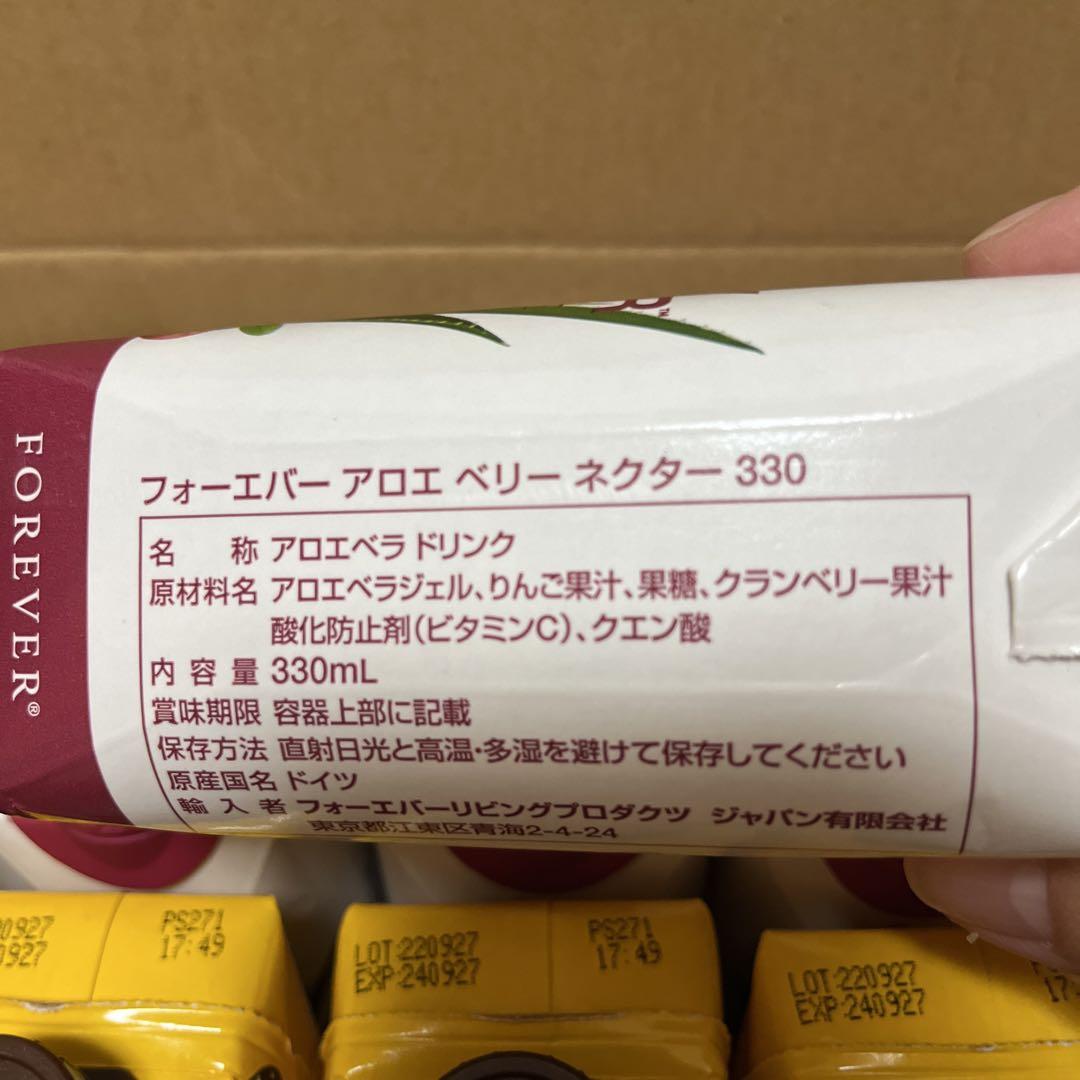 FOREVER®
TM
フォーエバー アロエ ベリー ネクター 330
名 称 アロエベラ ドリンク
原材料名 アロエベラジェル、りんご果汁、果糖、クランベリー果汁
酸化防止剤(ビタミンC)、クエン酸
内容量 330mL
賞味期限 容器上部に記載
保存方法 直射日光と高温・多湿を避けて保存してください
原産国名 ドイツ
輸入者 フォーエバーリビングプロダクツ ジャパン有限会社
東京都江東区青海2-4-24
PS271
17:49
LOT:220927
EXP:240927
PS271
17:49
LOT:220927
EXP:240927